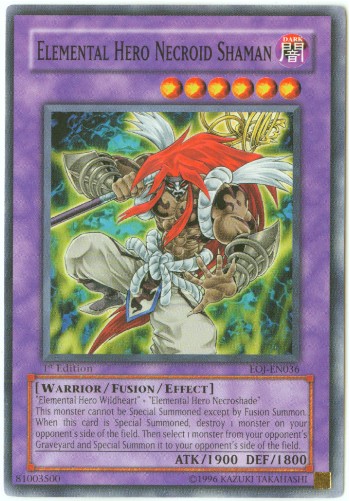 ELEMENTAL HERO NECROID SHAMAN
DARK
闇
1st Edition
EOJ-EN036
[WARRIOR / FUSION / EFFECT]
"Elemental Hero Wildheart" + "Elemental Hero Necroshade"
This monster cannot be Special Summoned except by Fusion Summon.
When this card is Special Summoned, destroy 1 monster on your
opponent's side of the field. Then select 1 monster from your opponent's
Graveyard and Special Summon it to your opponent's side of the field.
ATK/1900 DEF/1800
81003500
©1996 KAZUKI TAKAHASHI